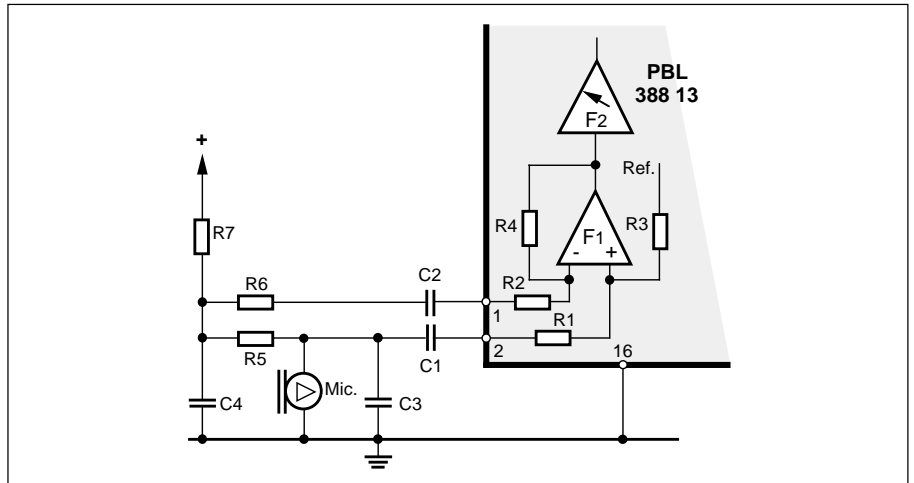 PBL
388 13
F2
+
Ref.
R7
R4
F1
R3
- +
C2
R6
R2
1
R1
2
16
R5
C1
Mic.
C4
C3